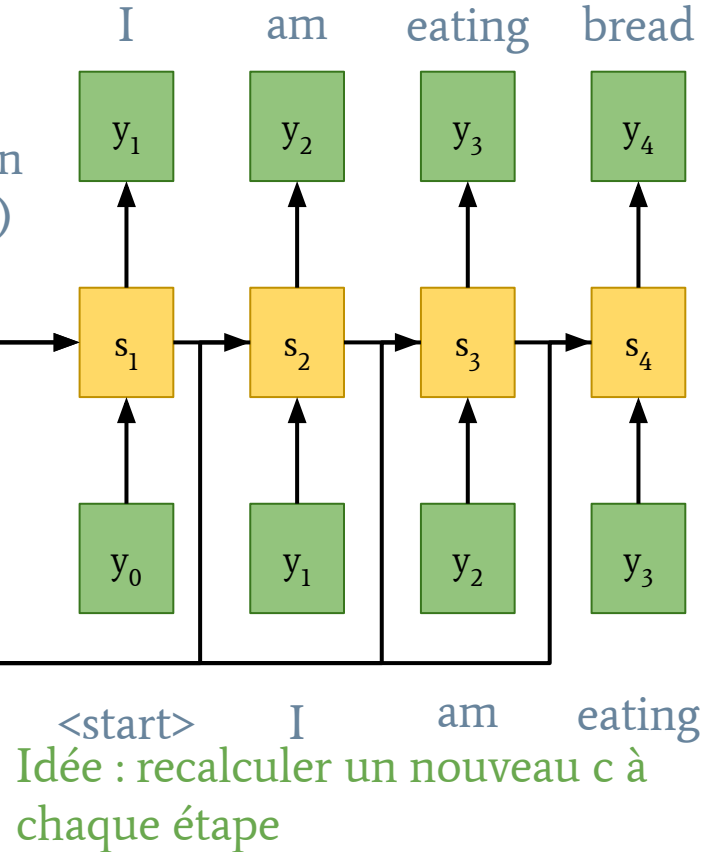 I am eating bread
y1 y2 y3 y4
n
)
s1 s2 s3 s4
y0 y1 y2 y3
<start> I am eating
Idée : recalculer un nouveau c à
chaque étape